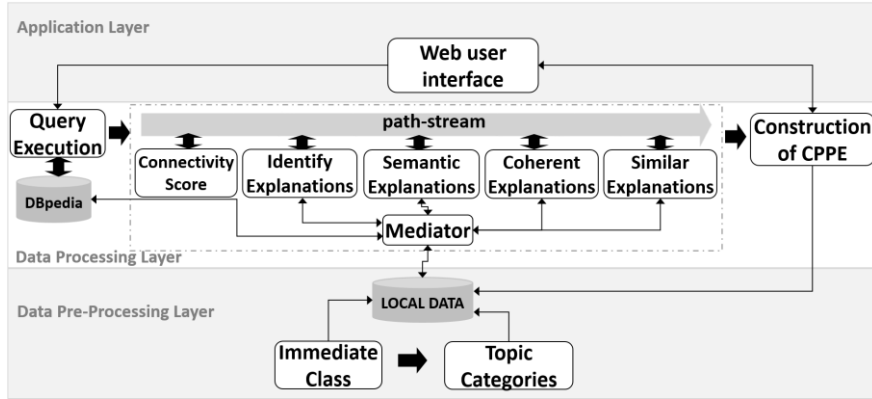 Application Layer
Web user
interface
Query
Execution
path-stream
Construction
of CPPE
Connectivity
Score
Identify
Explanations
Semantic
Explanations
Coherent
Explanations
Similar
Explanations
DBpedia
Mediator
Data Processing Layer
LOCAL DATA
Data Pre-Processing Layer
Immediate
Class
Topic
Categories